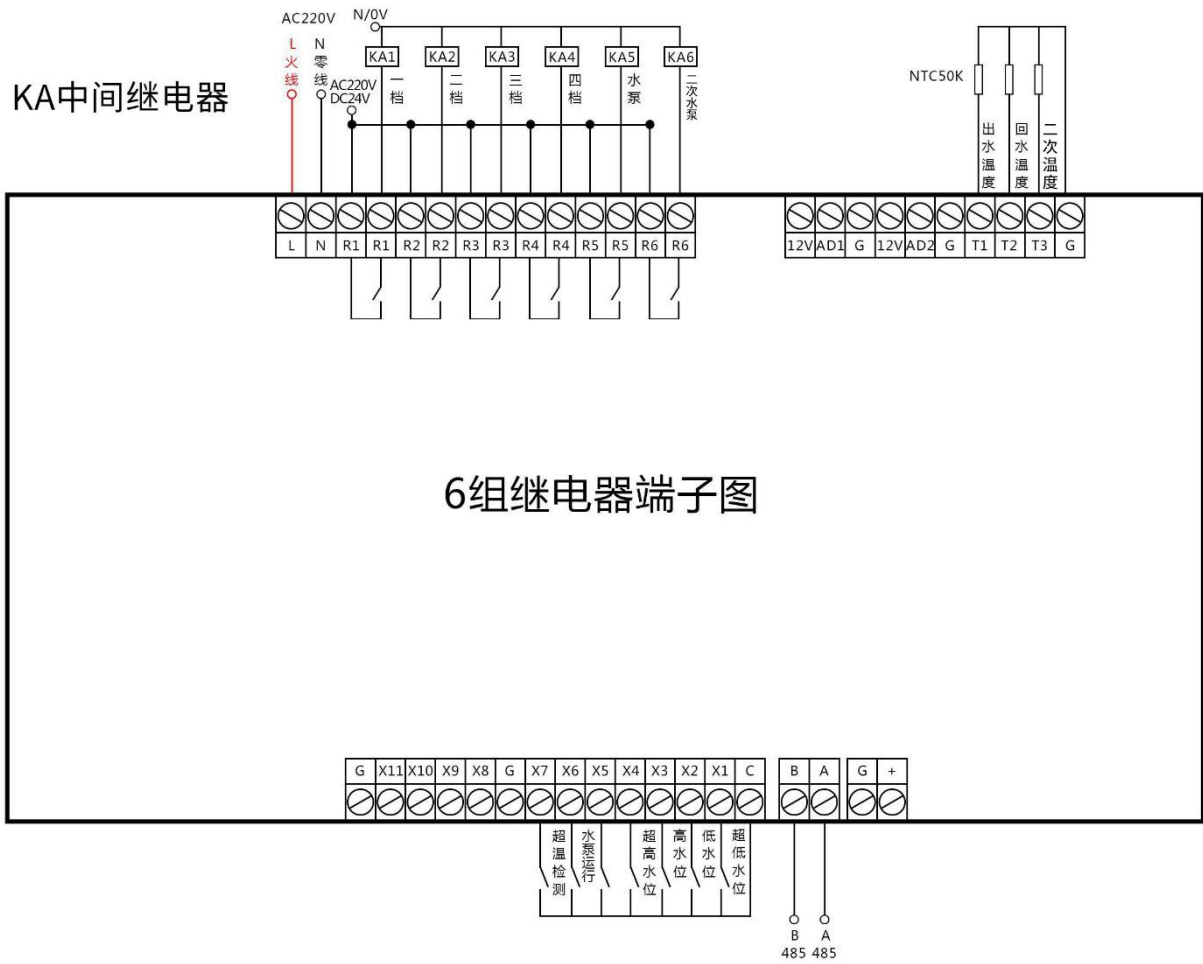 AC220V
N/0V
L火线
N零线
AC220V
DC24V
KA1
KA2
KA3
KA4
KA5
KA6
一档
二档
三档
四档
水泵
二次水泵
KA中间继电器
NTC50K
出水温度
回水温度
二次温度
L N R1 R1 R2 R2 R3 R3 R4 R4 R5 R5 R6 R6
12V AD1 G 12V AD2 G T1 T2 T3 G
6组继电器端子图
G X11 X10 X9 X8 G X7 X6 X5 X4 X3 X2 X1 C
B A
G +
超温检测
水泵运行
超高水位
高水位
低水位
超低水位
B
485
A
485